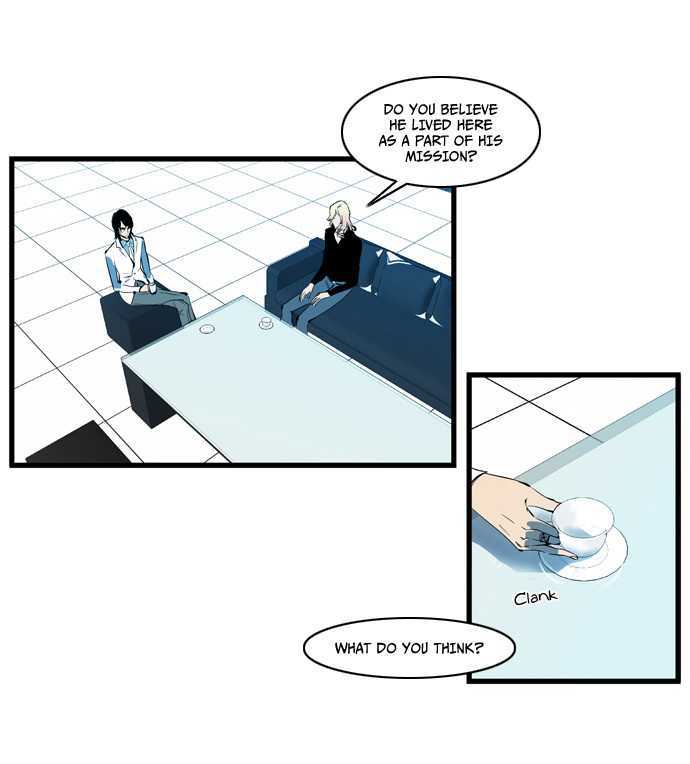 DO YOU BELIEVE
HE LIVED HERE
AS A PART OF HIS
MISSION?
Clank
WHAT DO YOU THINK?